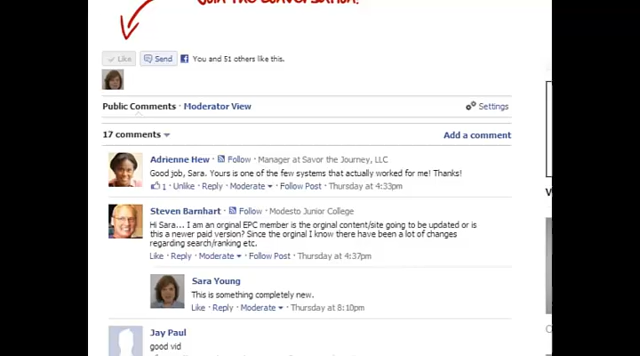 JOIN THE CONVERSATION!
Like Send You and 51 others like this.
Public Comments · Moderator View Settings
17 comments Add a comment
Adrienne Hew · Follow · Manager at Savor the Journey, LLC
Good job, Sara. Yours is one of the few systems that actually worked for me! Thanks!
1 · Unlike · Reply · Moderate · Follow Post · Thursday at 4:33pm
Steven Barnhart · Follow · Modesto Junior College
Hi Sara... I am an orginal EPC member is the orginal content/site going to be updated or is
this a newer paid version? Since the orginal I know there have been a lot of changes
regarding search/ranking etc.
Like · Reply · Moderate · Follow Post · Thursday at 4:37pm
Sara Young
This is something completely new.
Like · Reply · Moderate · Thursday at 8:10pm
Jay Paul
good vid